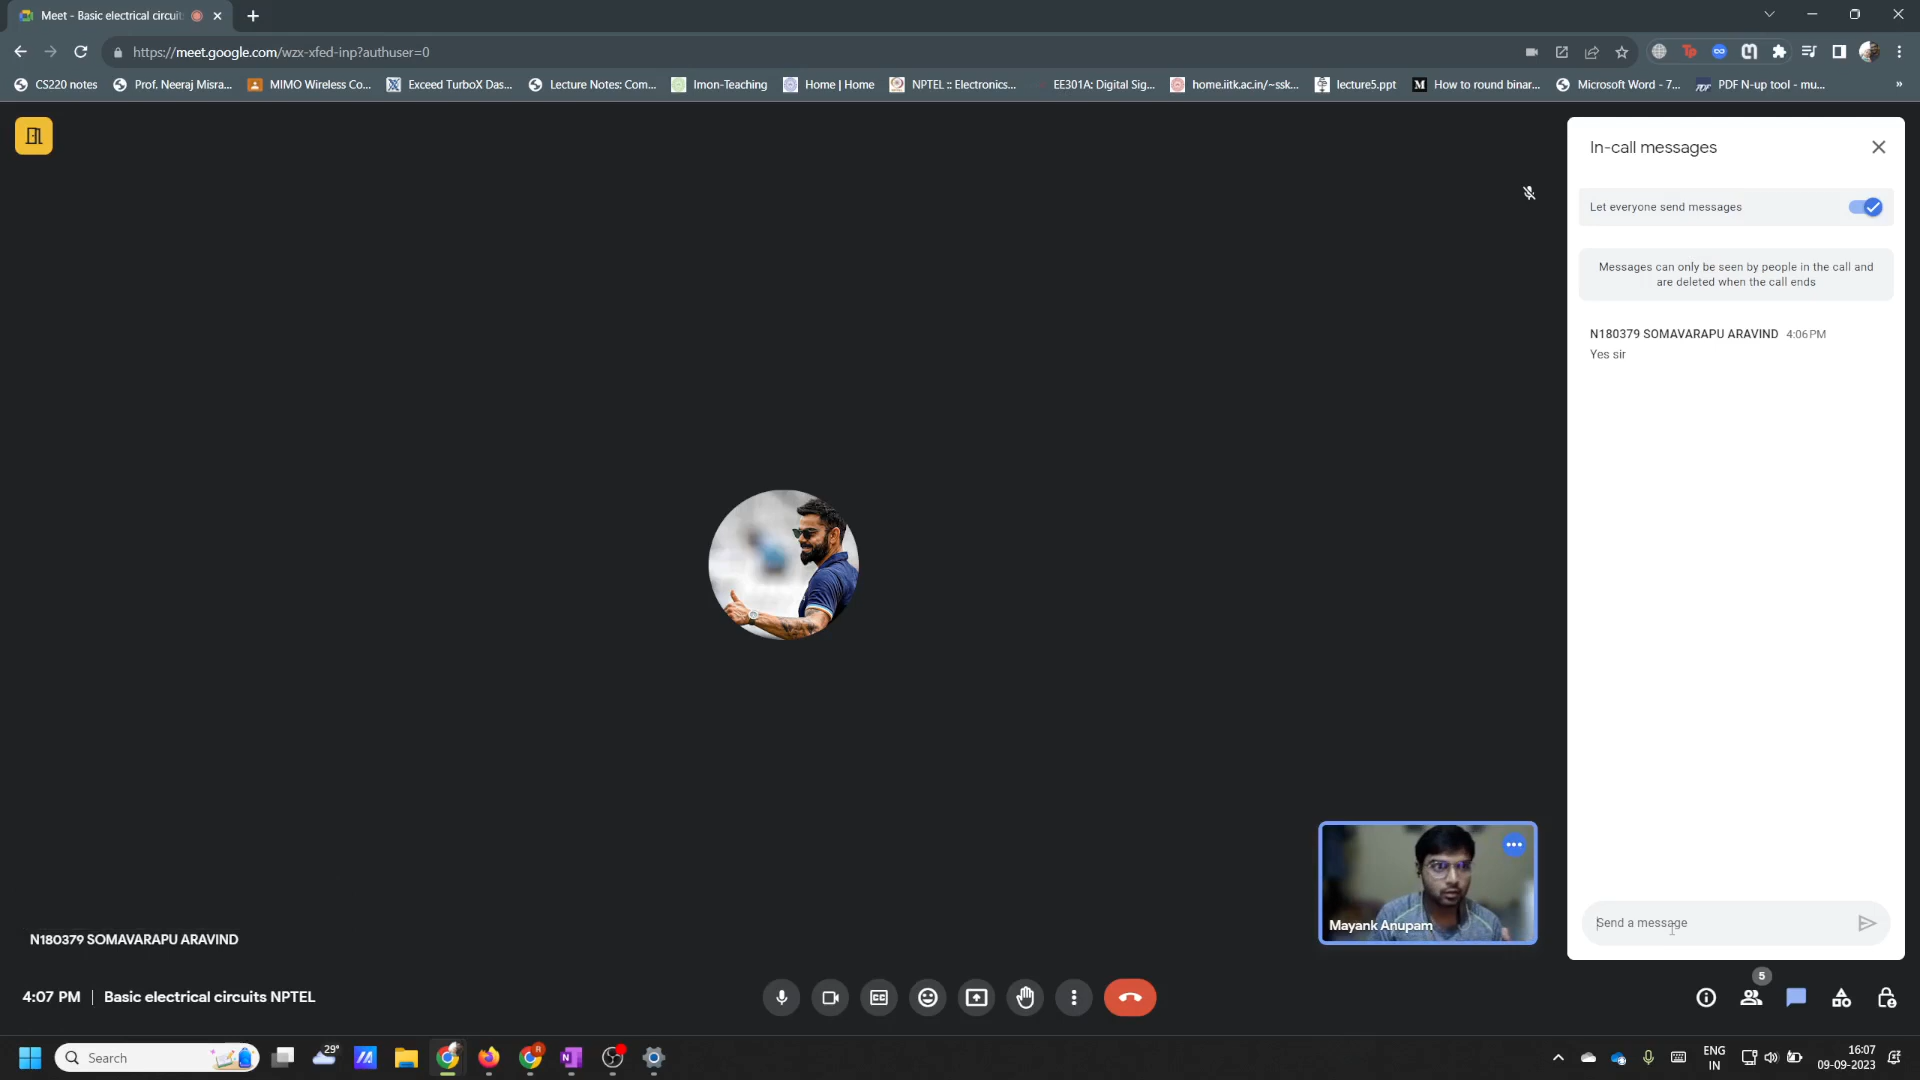 Meet - Basic electrical circuit
https://meet.google.com/wzx-xfed-inp?authuser=0
CS220 notes
Prof. Neeraj Misra...
MIMO Wireless Co...
Exceed TurboX Das...
Lecture Notes: Com...
Imon-Teaching
Home | Home
NPTEL :: Electronics...
EE301A: Digital Sig...
home.iitk.ac.in/~ssk...
lecture5.ppt
How to round binar...
Microsoft Word - 7...
PDF N-up tool - mu...
»
In-call messages
Let everyone send messages
Messages can only be seen by people in the call and
are deleted when the call ends
N180379 SOMAVARAPU ARAVIND 4:06 PM
Yes sir
Mayank Anupam
Send a message
N180379 SOMAVARAPU ARAVIND
4:07 PM | Basic electrical circuits NPTEL
5
Search
29°
ENG
IN
16:07
09-09-2023